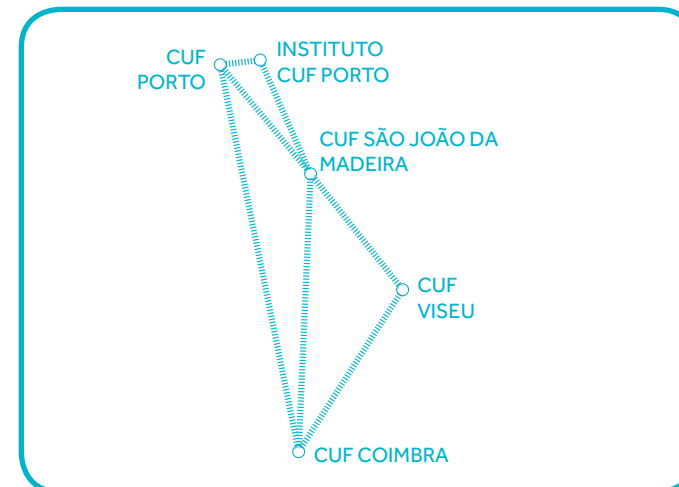 CUF
PORTO
INSTITUTO
CUF PORTO
CUF SÃO JOÃO DA
MADEIRA
CUF
VISEU
CUF COIMBRA